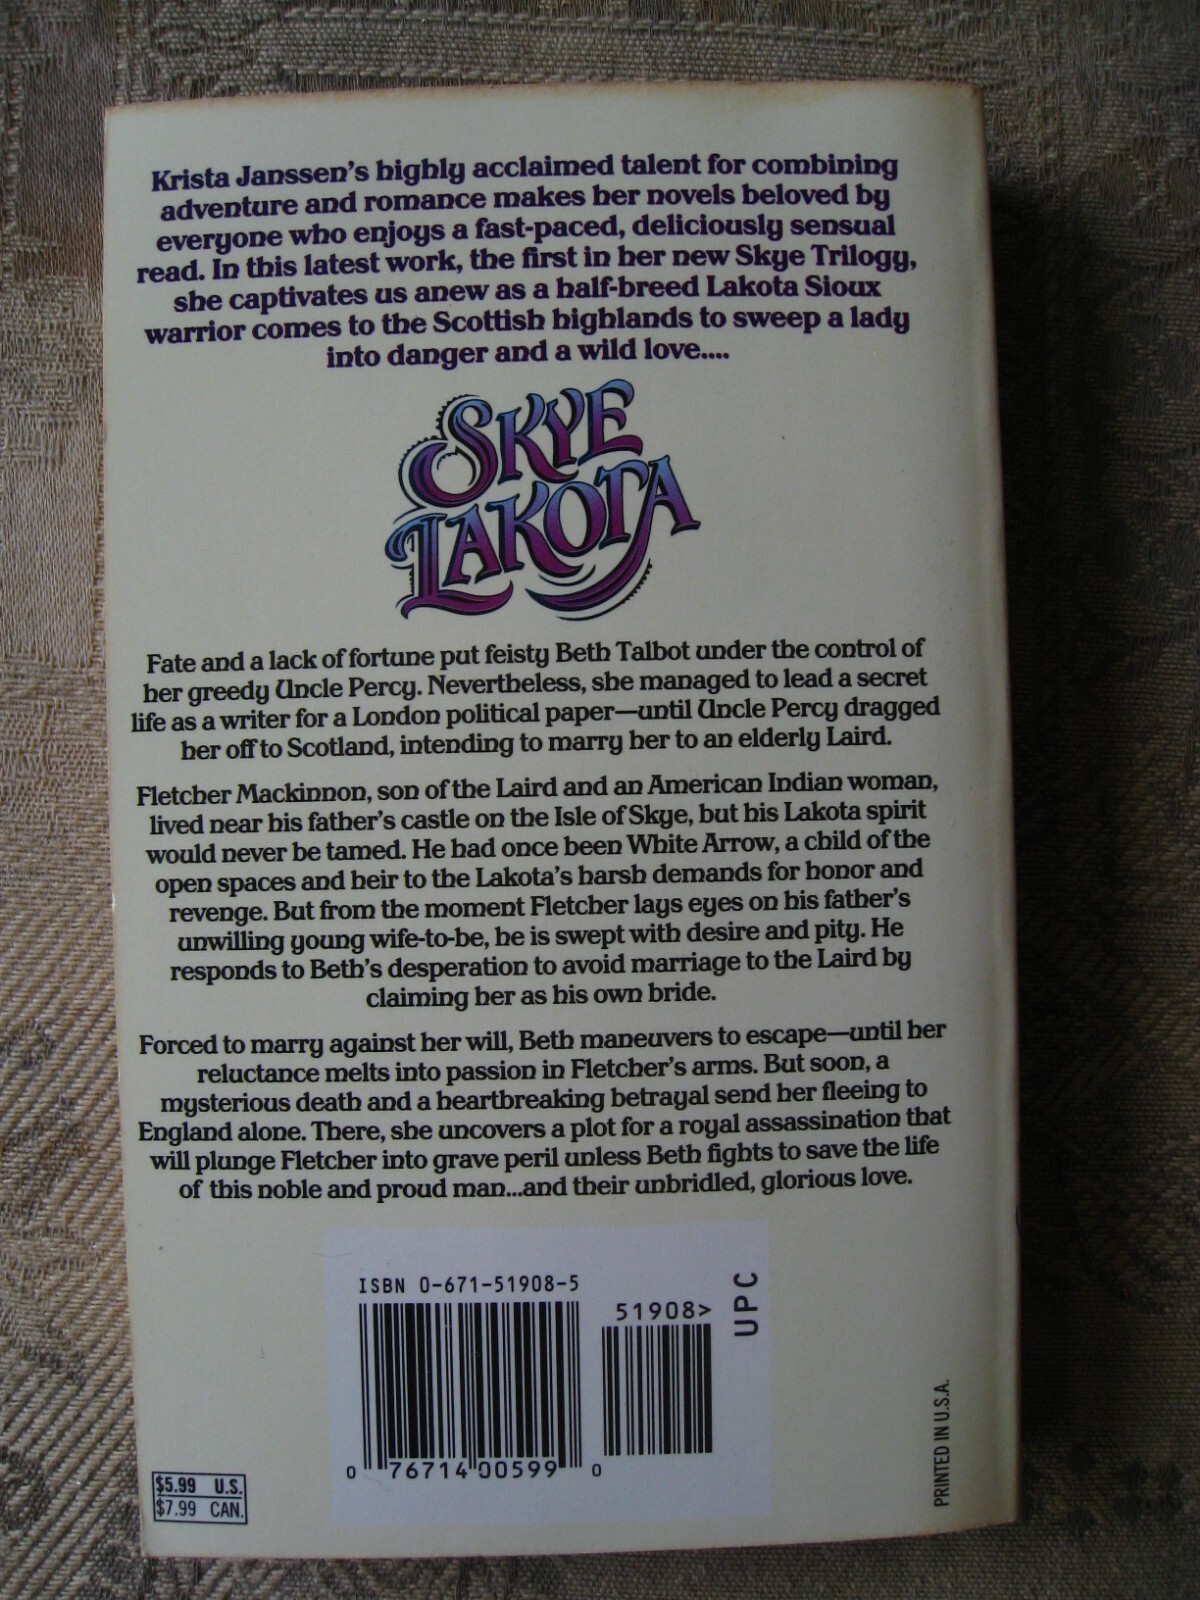 Krista Janssen's highly acclaimed talent for combining
adventure and romance makes her novels beloved by
everyone who enjoys a fast-paced, deliciously sensual
read. In this latest work, the first in her new Skye Trilogy,
she captivates us anew as a half-breed Lakota Sioux
warrior comes to the Scottish highlands to sweep a lady
into danger and a wild love....
SKYE
LAKOTA
Fate and a lack of fortune put feisty Beth Talbot under the control of
her greedy Uncle Percy. Nevertheless, she managed to lead a secret
life as a writer for a London political paper—until Uncle Percy dragged
her off to Scotland, intending to marry her to an elderly Laird.
Fletcher Mackinnon, son of the Laird and an American Indian woman,
lived near his father's castle on the Isle of Skye, but his Lakota spirit
would never be tamed. He had once been White Arrow, a child of the
open spaces and heir to the Lakota's harsh demands for honor and
revenge. But from the moment Fletcher lays eyes on his father's
unwilling young wife-to-be, he is swept with desire and pity. He
responds to Beth's desperation to avoid marriage to the Laird by
claiming her as his own bride.
Forced to marry against her will, Beth maneuvers to escape—until her
reluctance melts into passion in Fletcher's arms. But soon, a
mysterious death and a heartbreaking betrayal send her fleeing to
England alone. There, she uncovers a plot for a royal assassination that
will plunge Fletcher into grave peril unless Beth fights to save the life
of this noble and proud man...and their unbridled, glorious love.
ISBN 0-671-51908-5
51908>
UPC
0 76714 00599 0
$5.99 U.S.
$7.99 CAN.
PRINTED IN U.S.A.